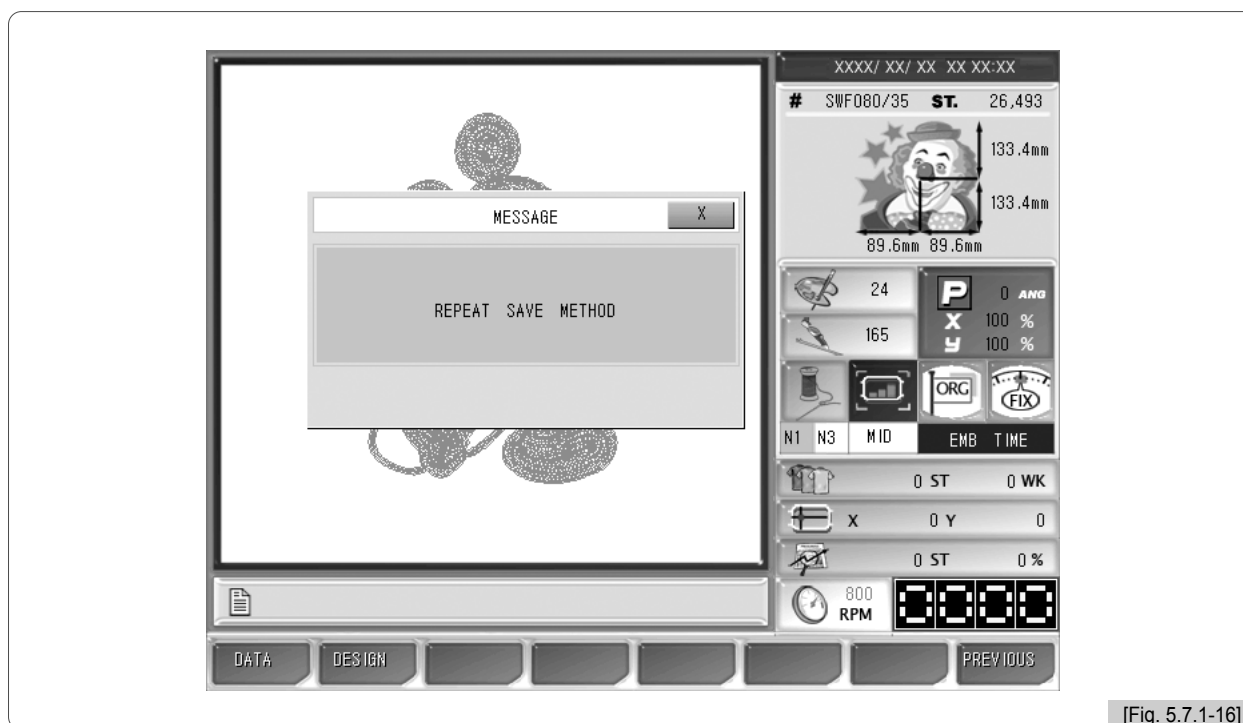 XXXX/ XX/ XX XX XX:XX
# SWF080/35 ST. 26,493
133.4mm
133.4mm
89.6mm 89.6mm
MESSAGE X
REPEAT SAVE METHOD
24
165
P 0 ANG
X 100 %
Y 100 %
ORG
FIX
N1 N3 MID EMB TIME
0 ST 0 WK
X 0 Y 0
0 ST 0 %
800
RPM
0000
DATA DESIGN PREVIOUS
[Fig. 5.7.1-16]